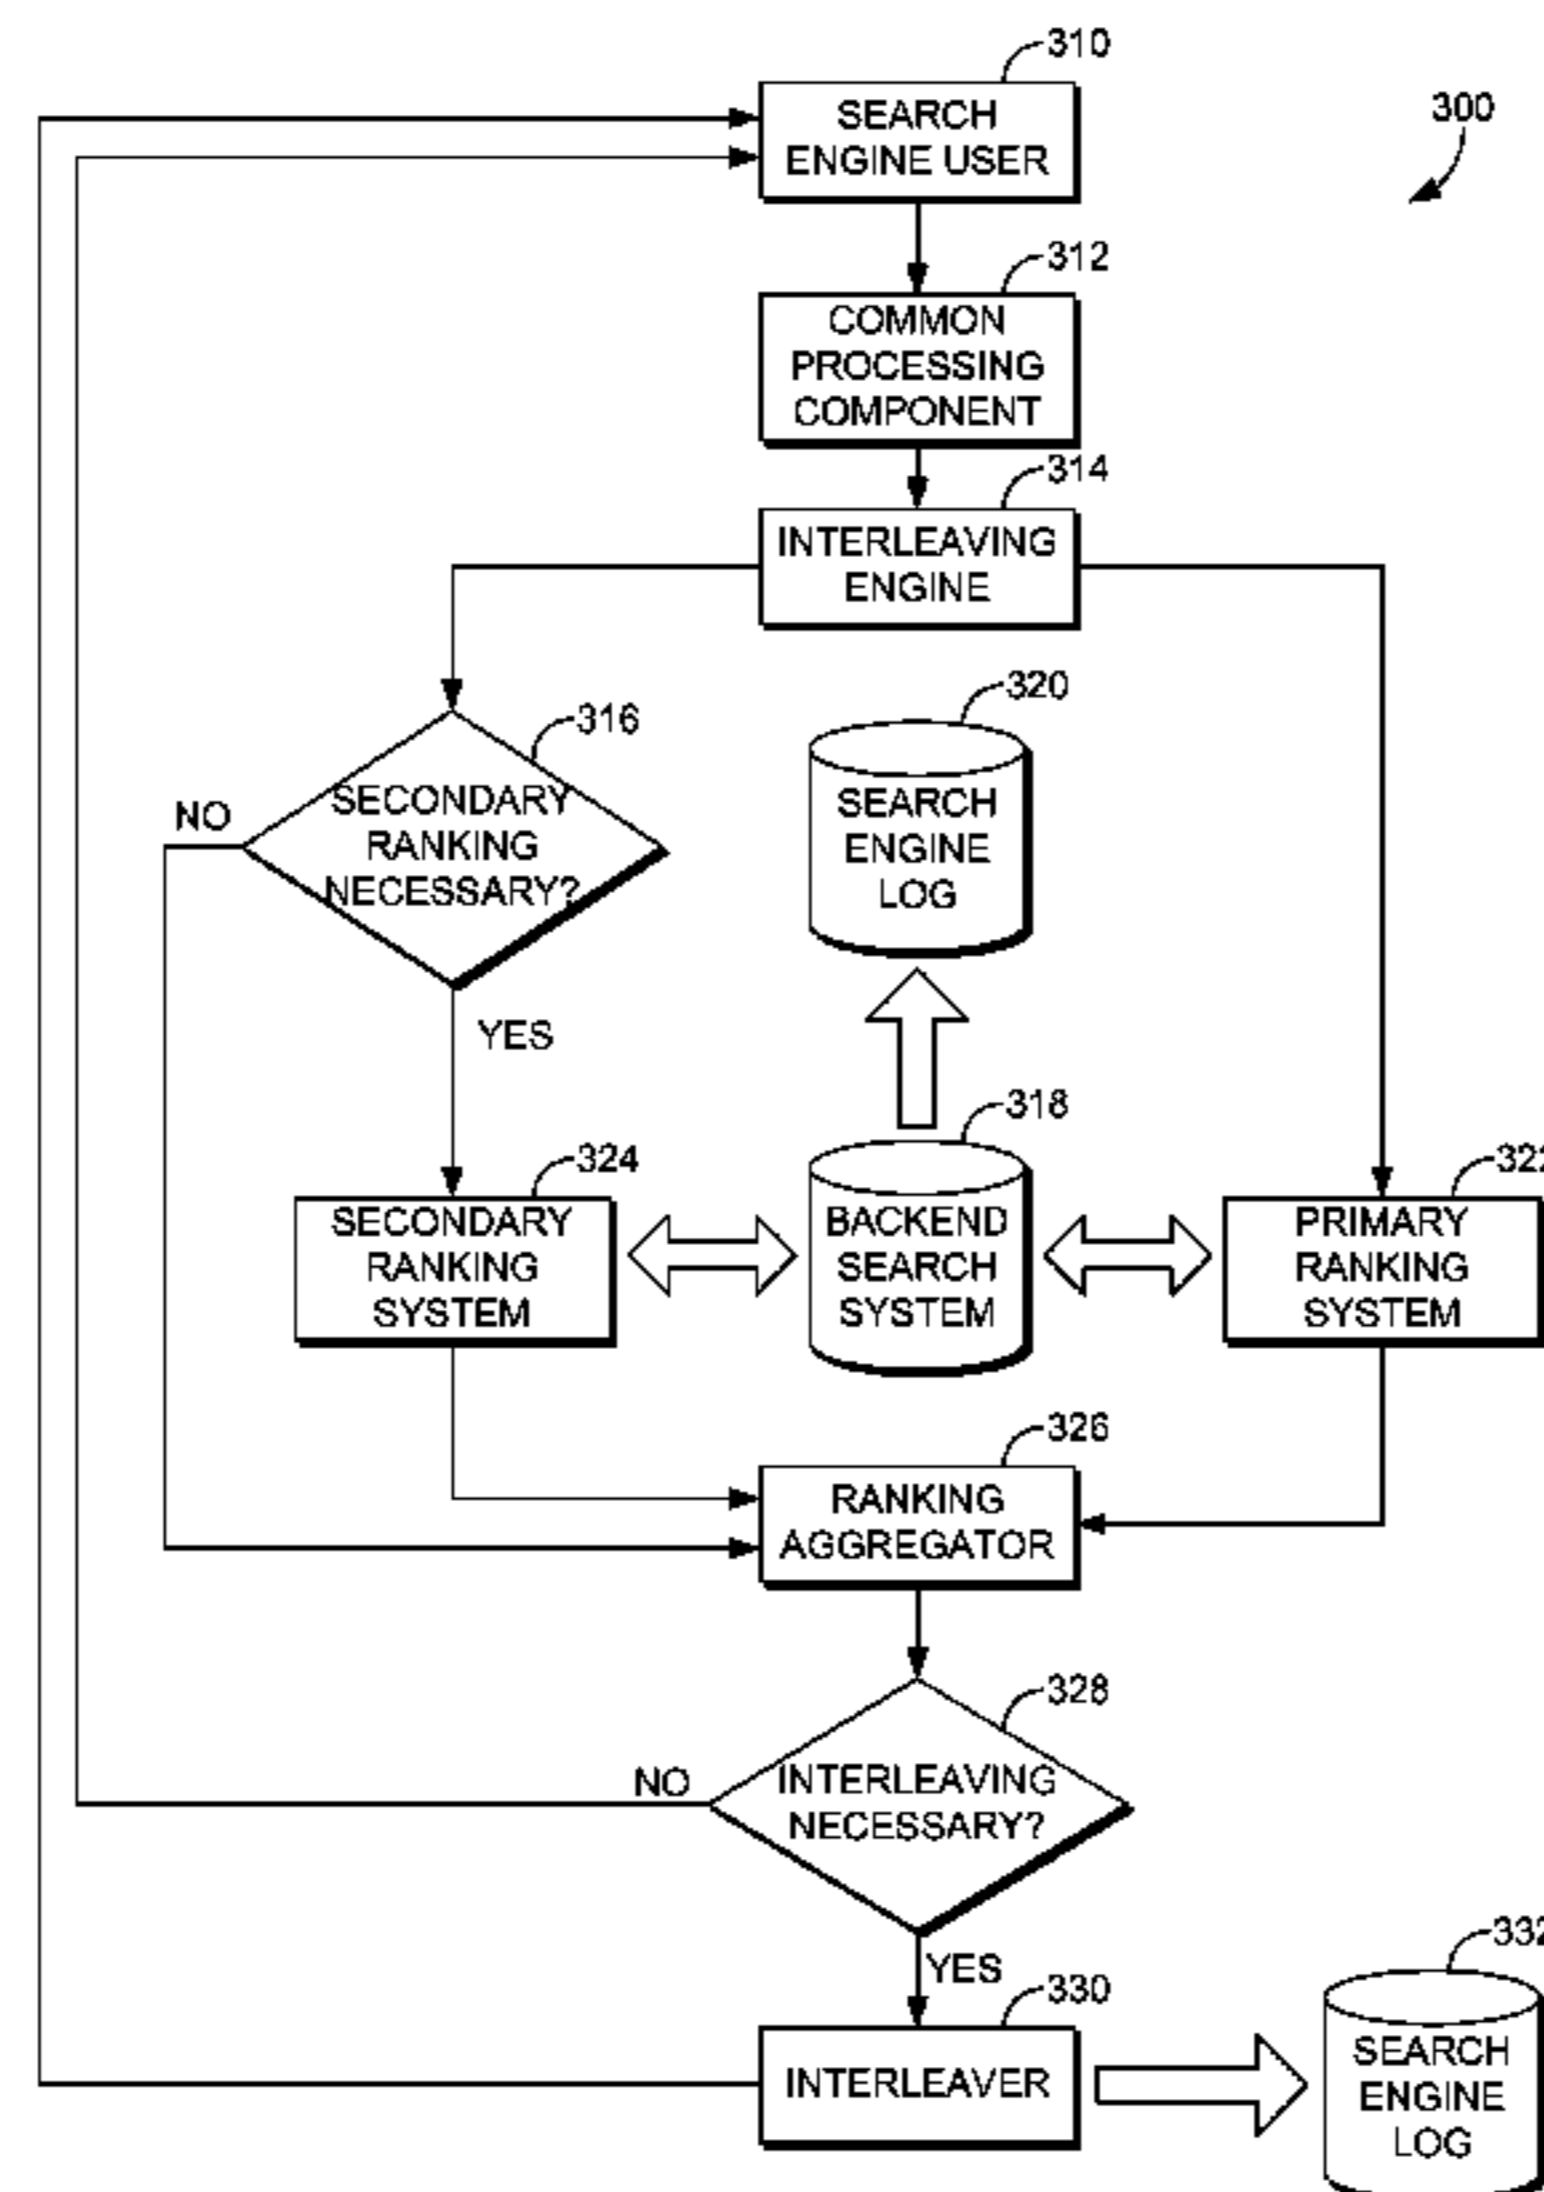 310
SEARCH
ENGINE USER
300
312
COMMON
PROCESSING
COMPONENT
314
INTERLEAVING
ENGINE
316
SECONDARY
RANKING
NECESSARY?
NO
YES
320
SEARCH
ENGINE
LOG
318
BACKEND
SEARCH
SYSTEM
324
SECONDARY
RANKING
SYSTEM
322
PRIMARY
RANKING
SYSTEM
326
RANKING
AGGREGATOR
328
INTERLEAVING
NECESSARY?
NO
YES
330
INTERLEAVER
332
SEARCH
ENGINE
LOG